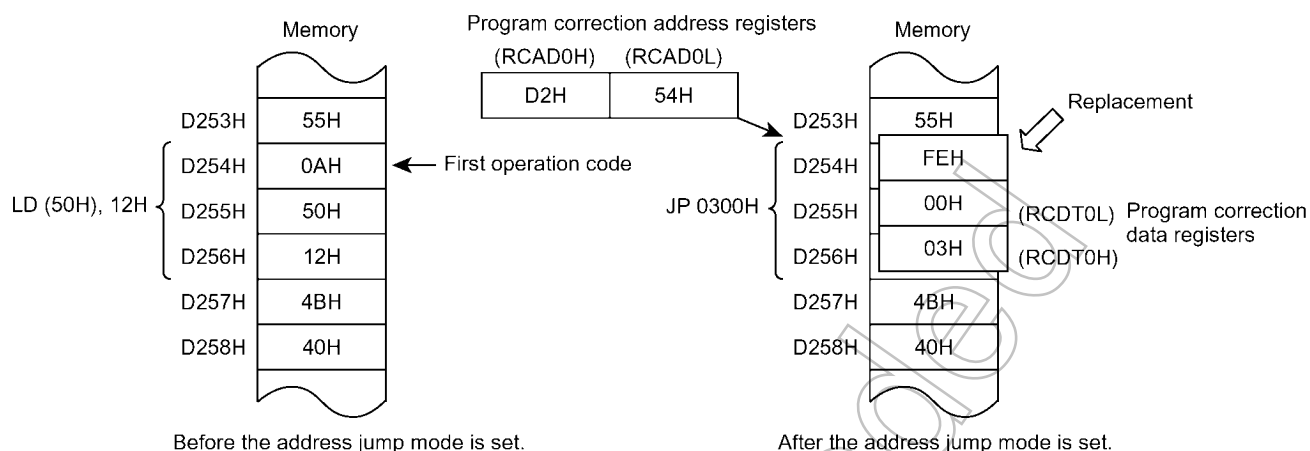 Memory
D253H 55H
D254H 0AH
D255H 50H
D256H 12H
D257H 4BH
D258H 40H
LD (50H), 12H
First operation code
Before the address jump mode is set.
Program correction address registers
(RCAD0H) (RCAD0L)
D2H 54H
Memory
D253H 55H
D254H FEH
D255H 00H (RCDT0L)
D256H 03H (RCDT0H)
D257H 4BH
D258H 40H
JP 0300H
Replacement
Program correction
data registers
After the address jump mode is set.